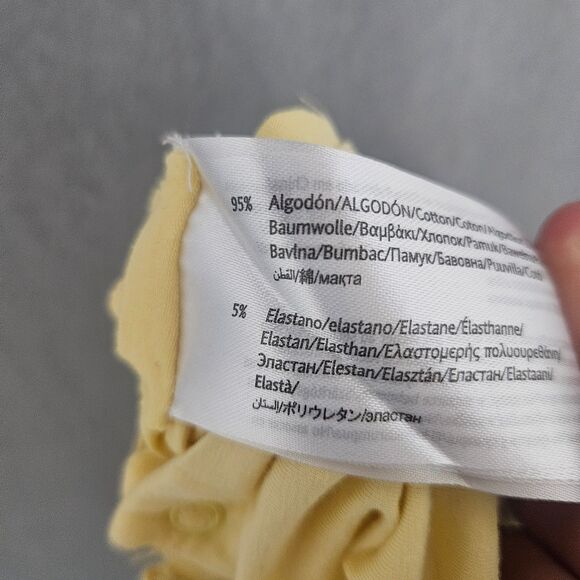 95% Algodón/ALGODÓN/Cotton/Coton/
Baumwolle/Βαμβάκι/Хлопок/Pamuk/
Bavlna/Bumbac/Памук/Бавовна/Puuvilla/
القطن/綿/мақта
5% Elastano/elastano/Elastane/Élasthanne/
Elastan/Elasthan/Ελαστομερής πολυουρεθάνη/
Эластан/Elestan/Elasztán/Еластан/Elastaani/
Elastà/
/ポリウレタン/эластан